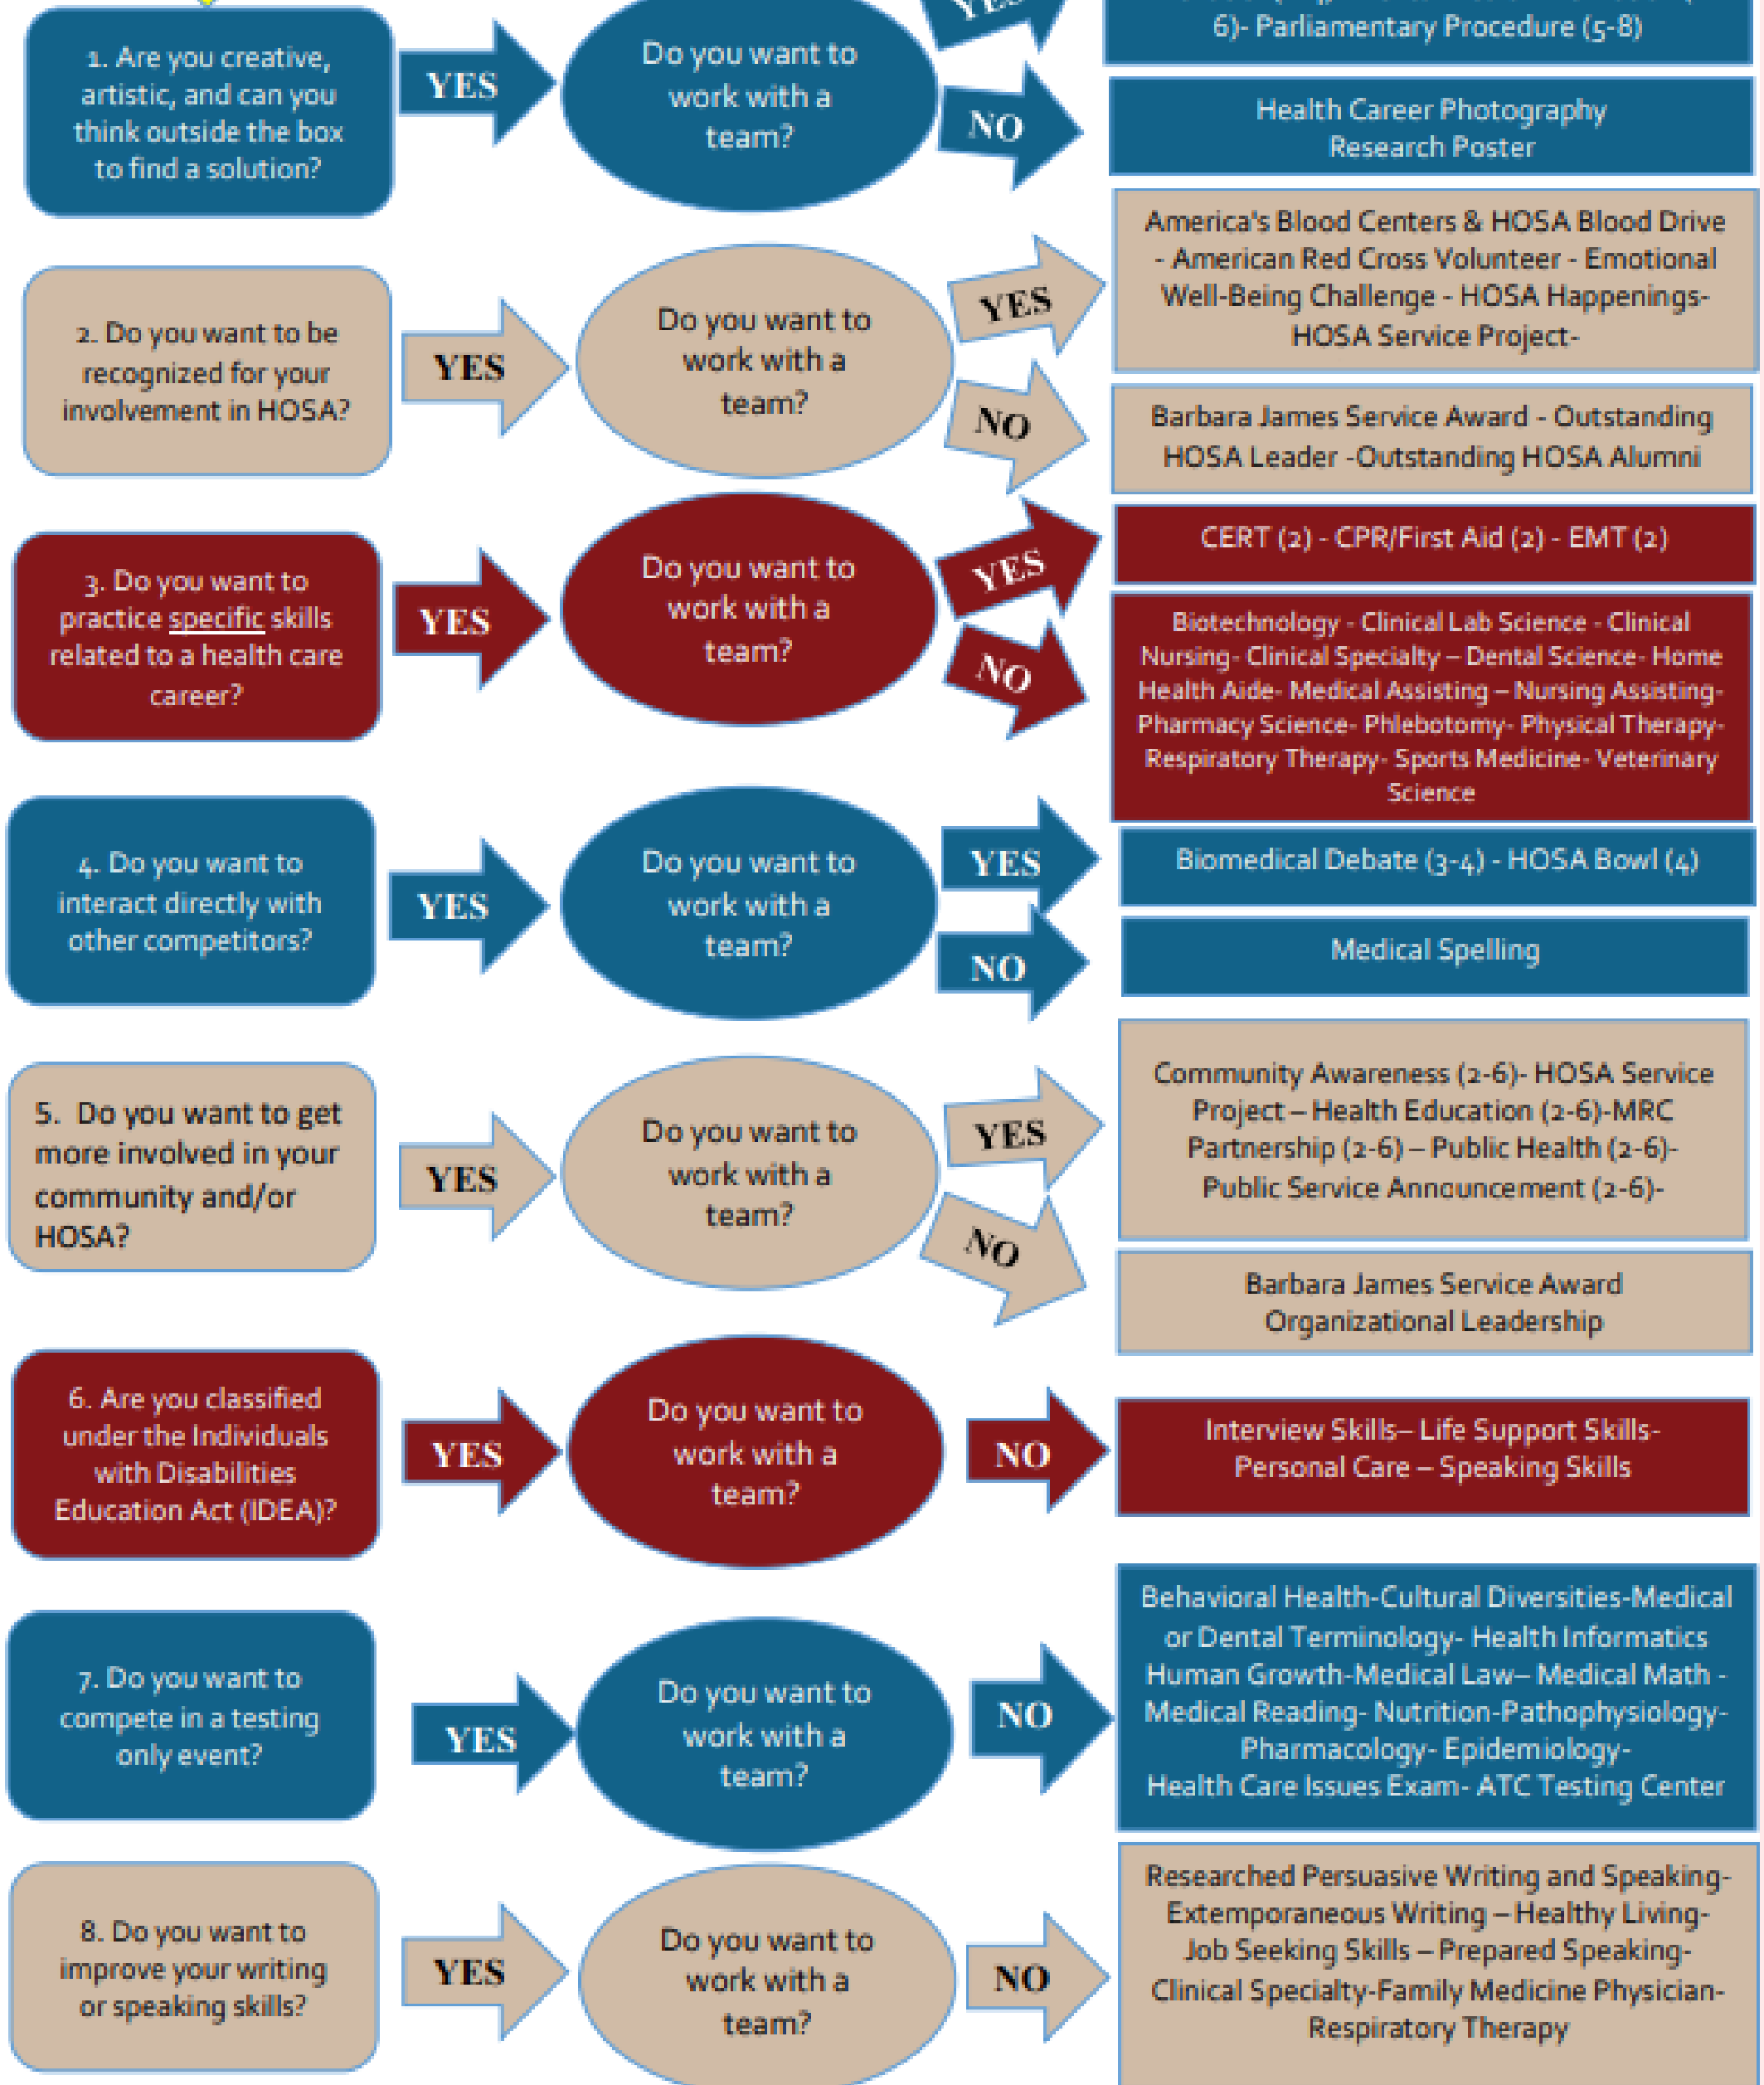 1. Are you creative,
artistic, and can you
think outside the box
to find a solution?
YES
Do you want to
work with a
team?
YES
6)- Parliamentary Procedure (5-8)
NO
Health Career Photography
Research Poster
2. Do you want to be
recognized for your
involvement in HOSA?
YES
Do you want to
work with a
team?
YES
America's Blood Centers & HOSA Blood Drive
- American Red Cross Volunteer - Emotional
Well-Being Challenge - HOSA Happenings-
HOSA Service Project-
NO
Barbara James Service Award - Outstanding
HOSA Leader -Outstanding HOSA Alumni
3. Do you want to
practice specific skills
related to a health care
career?
YES
Do you want to
work with a
team?
YES
CERT (2) - CPR/First Aid (2) - EMT (2)
NO
Biotechnology - Clinical Lab Science - Clinical
Nursing- Clinical Specialty – Dental Science- Home
Health Aide- Medical Assisting – Nursing Assisting-
Pharmacy Science- Phlebotomy- Physical Therapy-
Respiratory Therapy- Sports Medicine- Veterinary
Science
4. Do you want to
interact directly with
other competitors?
YES
Do you want to
work with a
team?
YES
Biomedical Debate (3-4) - HOSA Bowl (4)
NO
Medical Spelling
5. Do you want to get
more involved in your
community and/or
HOSA?
YES
Do you want to
work with a
team?
YES
Community Awareness (2-6)- HOSA Service
Project – Health Education (2-6)-MRC
Partnership (2-6) – Public Health (2-6)-
Public Service Announcement (2-6)-
NO
Barbara James Service Award
Organizational Leadership
6. Are you classified
under the Individuals
with Disabilities
Education Act (IDEA)?
YES
Do you want to
work with a
team?
NO
Interview Skills– Life Support Skills-
Personal Care – Speaking Skills
7. Do you want to
compete in a testing
only event?
YES
Do you want to
work with a
team?
NO
Behavioral Health-Cultural Diversities-Medical
or Dental Terminology- Health Informatics
Human Growth-Medical Law– Medical Math -
Medical Reading- Nutrition-Pathophysiology-
Pharmacology- Epidemiology-
Health Care Issues Exam- ATC Testing Center
8. Do you want to
improve your writing
or speaking skills?
YES
Do you want to
work with a
team?
NO
Researched Persuasive Writing and Speaking-
Extemporaneous Writing – Healthy Living-
Job Seeking Skills – Prepared Speaking-
Clinical Specialty-Family Medicine Physician-
Respiratory Therapy